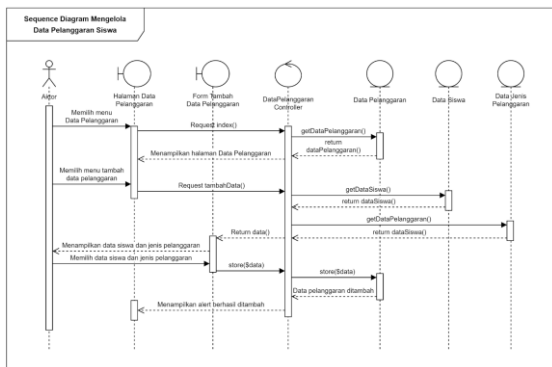 Sequence Diagram Mengelola
Data Pelanggaran Siswa
Aktor
Halaman Data
Pelanggaran
Form Tambah
Data Pelanggaran
DataPelanggaran
Controller
Data Pelanggaran
Data Siswa
Data Jenis
Pelanggaran
Memilih menu
Data Pelanggaran
Request index()
getDataPelanggaran()
return
dataPelanggaran()
Menampilkan halaman Data Pelanggaran
Memilih menu tambah
data pelanggaran
Request tambahData()
getDataSiswa()
return dataSiswa()
getDataPelanggaran()
Return data()
return dataSiswa()
Menampilkan data siswa dan jenis pelanggaran
Memilih data siswa dan jenis pelanggaran
store($data)
store($data)
Data pelanggaran ditambah
Menampilkan alert berhasil ditambah